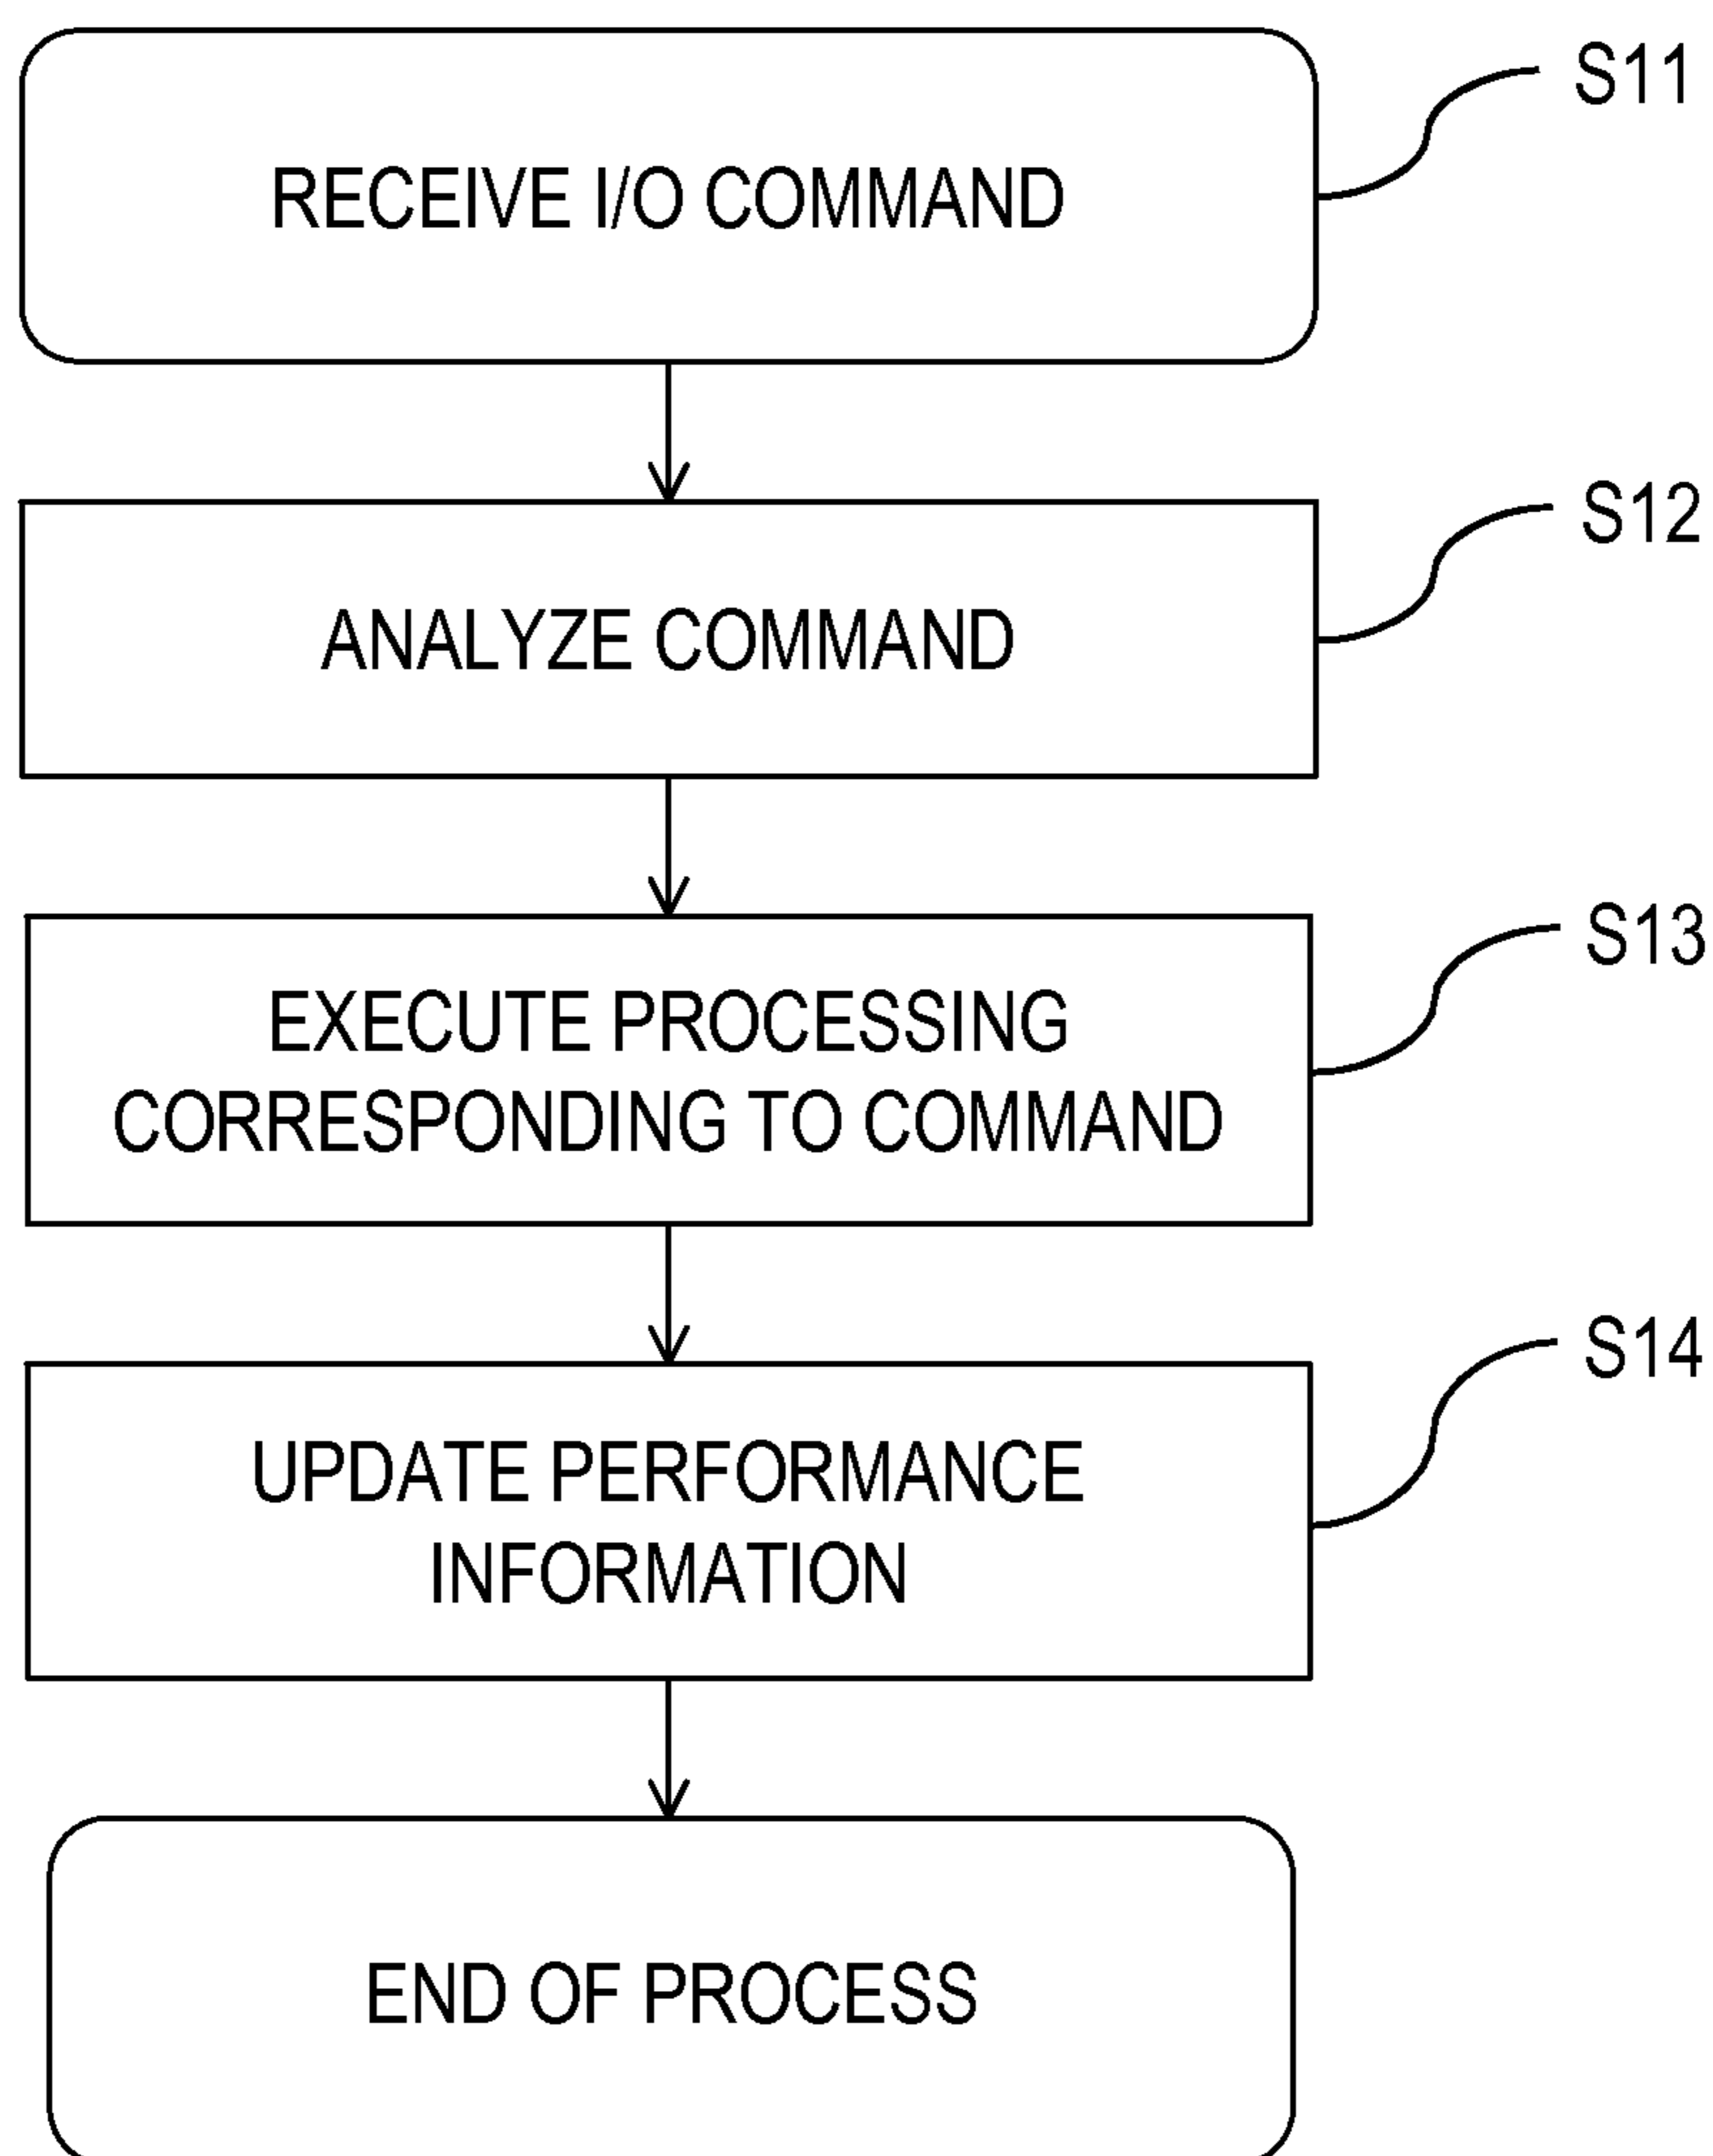 RECEIVE I/O COMMAND
S11
ANALYZE COMMAND
S12
EXECUTE PROCESSING
CORRESPONDING TO COMMAND
S13
UPDATE PERFORMANCE
INFORMATION
S14
END OF PROCESS